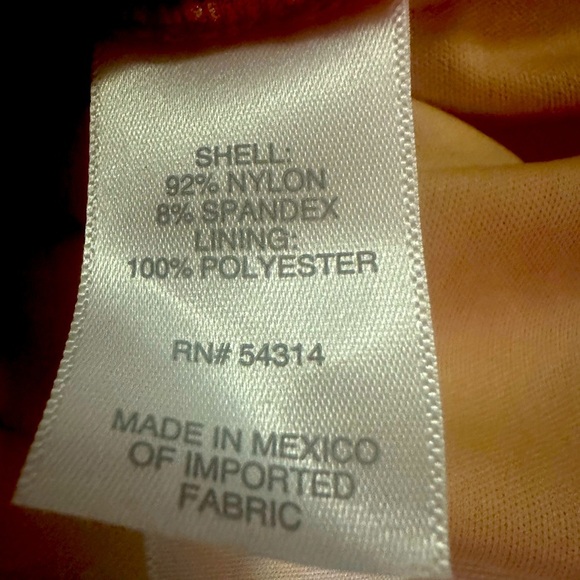 SHELL:
92% NYLON
8% SPANDEX
LINING:
100% POLYESTER
RN# 54314
MADE IN MEXICO
OF IMPORTED
FABRIC